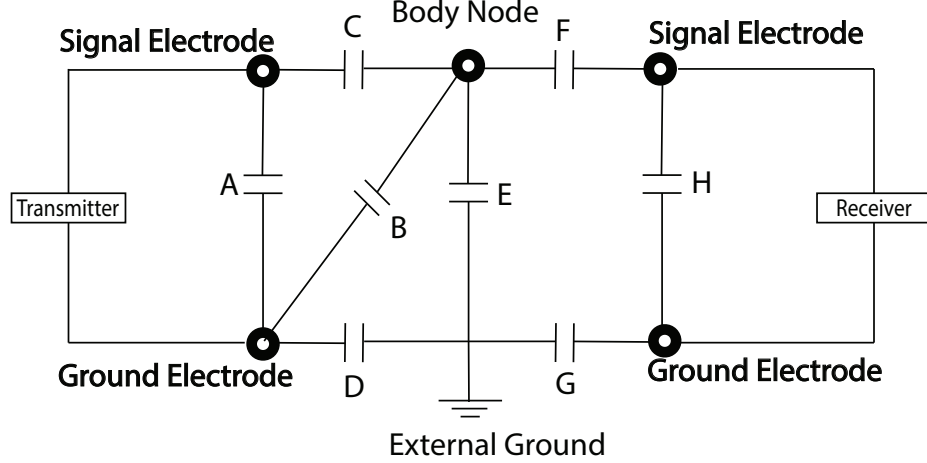 Body Node
Signal Electrode
C
F
Signal Electrode
A
B
E
H
Transmitter
Receiver
Ground Electrode
D
G
Ground Electrode
External Ground